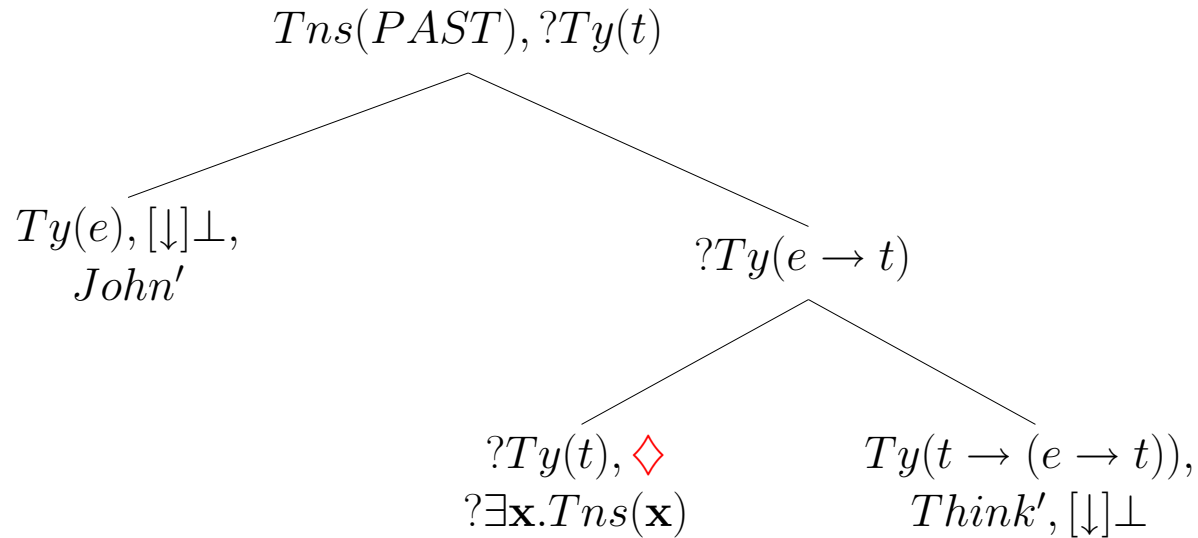 Tns(PAST), ?Ty(t)
Ty(e), [↓]⊥,
John′
?Ty(e → t)
?Ty(t), ♢
?∃x.Tns(x)
Ty(t → (e → t)),
Think′, [↓]⊥